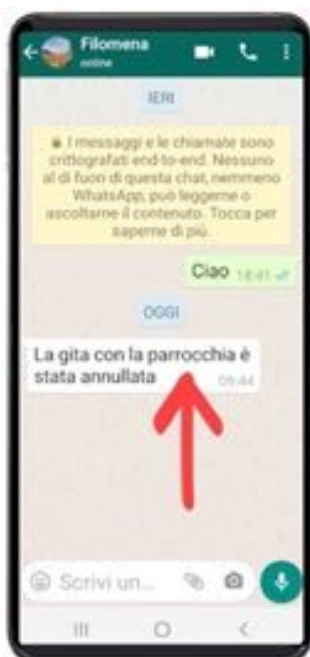 Filomena
online
IERI
I messaggi e le chiamate sono
crittografati end-to-end. Nessuno
al di fuori di questa chat, nemmeno
WhatsApp, può leggerne o
ascoltarne il contenuto. Tocca per
saperne di più.
Ciao 18:41
OGGI
La gita con la parrocchia è
stata annullata 09:44
Scrivi un...